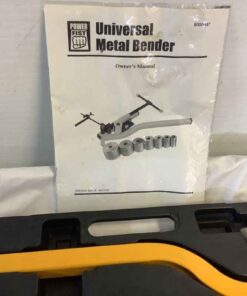 POWER
FIST
Universal
Metal Bender
Owner's Manual